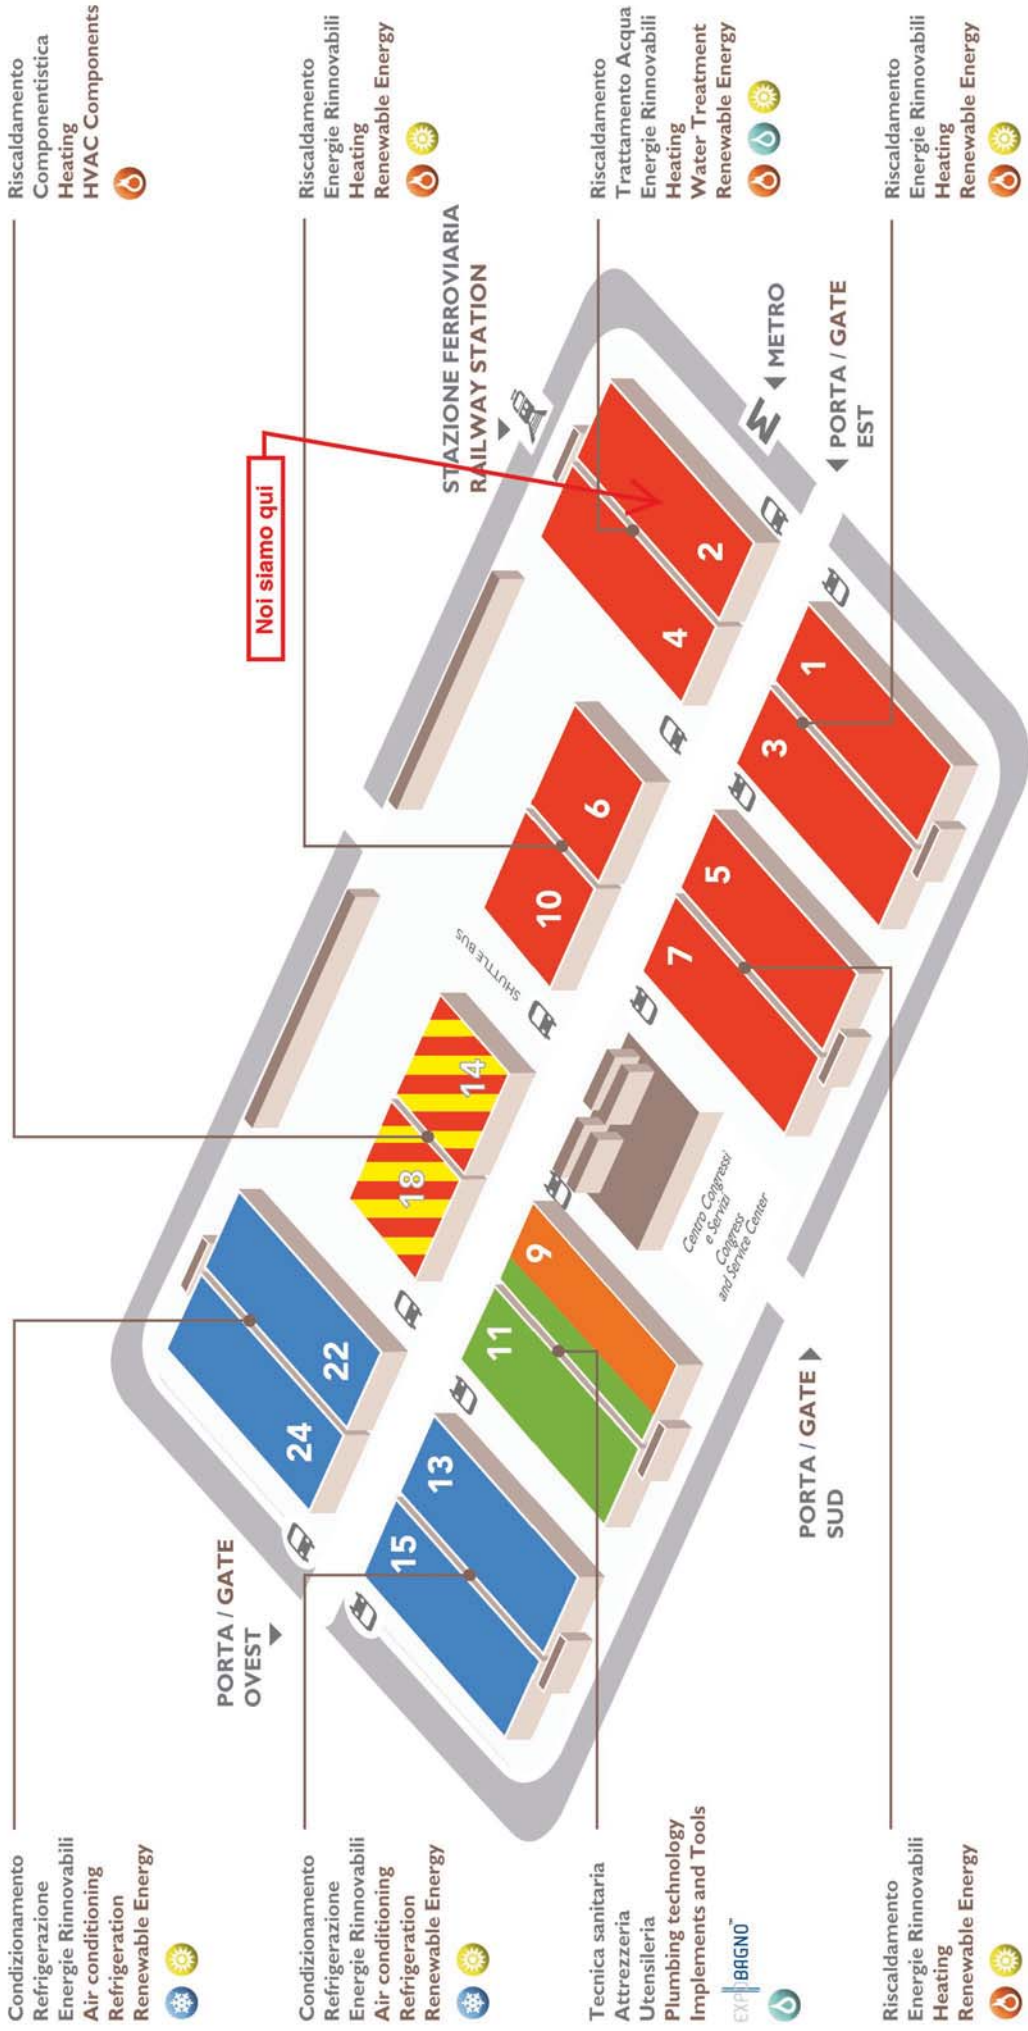 Condizionamento
Refrigerazione
Energie Rinnovabili
Air conditioning
Refrigeration
Renewable Energy
Condizionamento
Refrigerazione
Energie Rinnovabili
Air conditioning
Refrigeration
Renewable Energy
Tecnica sanitaria
Attrezzeria
Utensileria
Plumbing technology
Implements and Tools
EXPOBAGNO™
Riscaldamento
Energie Rinnovabili
Heating
Renewable Energy
PORTA / GATE
OVEST
PORTA / GATE
SUD
24
22
15
13
18
14
11
9
Centro Congressi
e Servizi
Congress
and Service Center
SHUTTLE BUS
10
6
7
5
4
2
3
1
Noi siamo qui
STAZIONE FERROVIARIA
RAILWAY STATION
M
METRO
PORTA / GATE
EST
Riscaldamento
Componentistica
Heating
HVAC Components
Riscaldamento
Energie Rinnovabili
Heating
Renewable Energy
Riscaldamento
Trattamento Acqua
Energie Rinnovabili
Heating
Water Treatment
Renewable Energy
Riscaldamento
Energie Rinnovabili
Heating
Renewable Energy